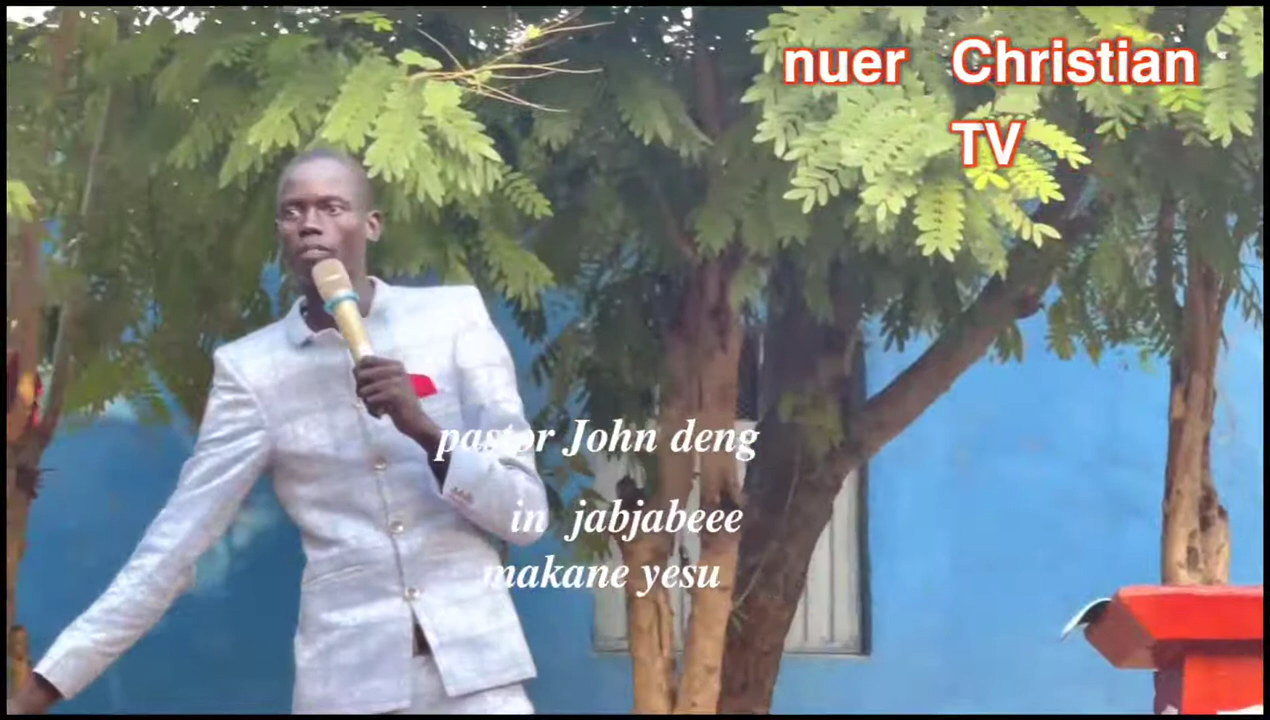 nuer Christian
TV
pastor John deng
in jabjabeee
makane yesu